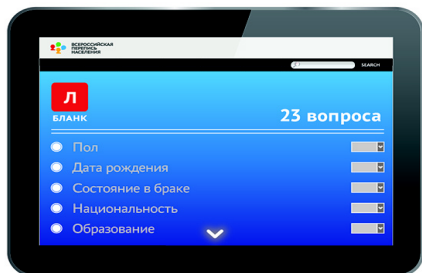 ВСЕРОССИЙСКАЯ
ПЕРЕПИСЬ
НАСЕЛЕНИЯ
SEARCH
Л
БЛАНК
23 вопроса
Пол
Дата рождения
Состояние в браке
Национальность
Образование